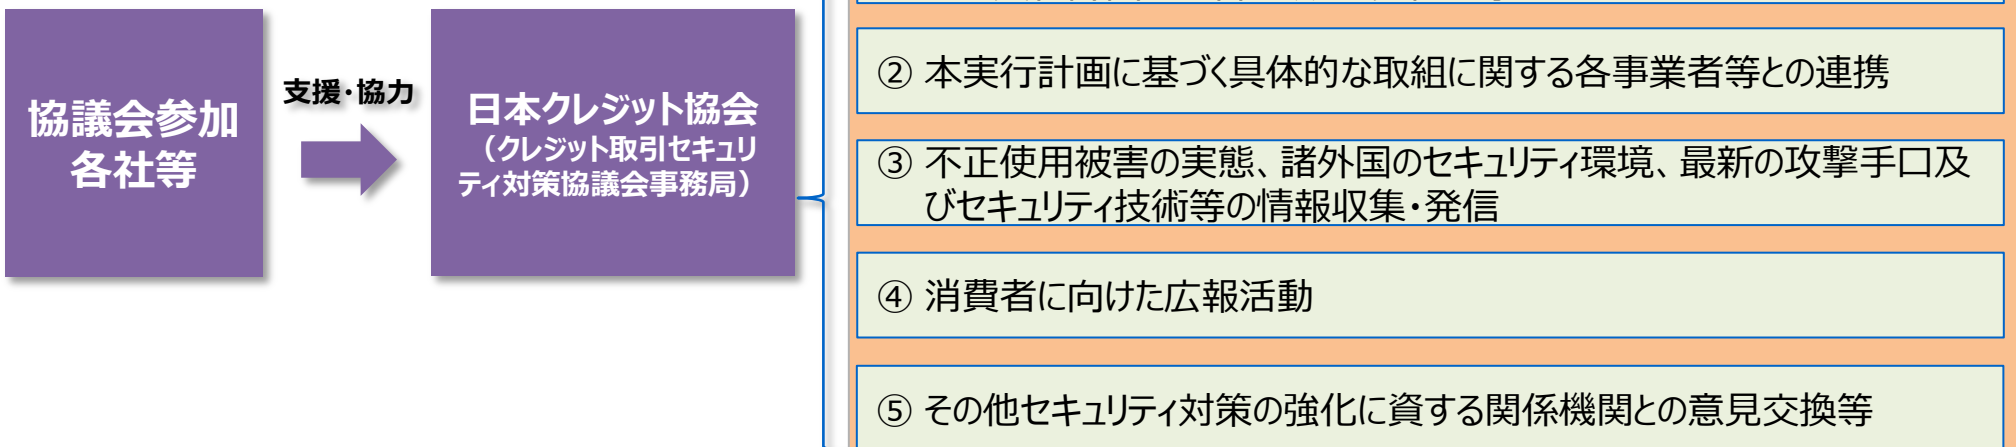 協議会参加
各社等
支援・協力
日本クレジット協会
（クレジット取引セキュリ
ティ対策協議会事務局）
② 本実行計画に基づく具体的な取組に関する各事業者等との連携
③ 不正使用被害の実態、諸外国のセキュリティ環境、最新の攻撃手口及
びセキュリティ技術等の情報収集・発信
④ 消費者に向けた広報活動
⑤ その他セキュリティ対策の強化に資する関係機関との意見交換等